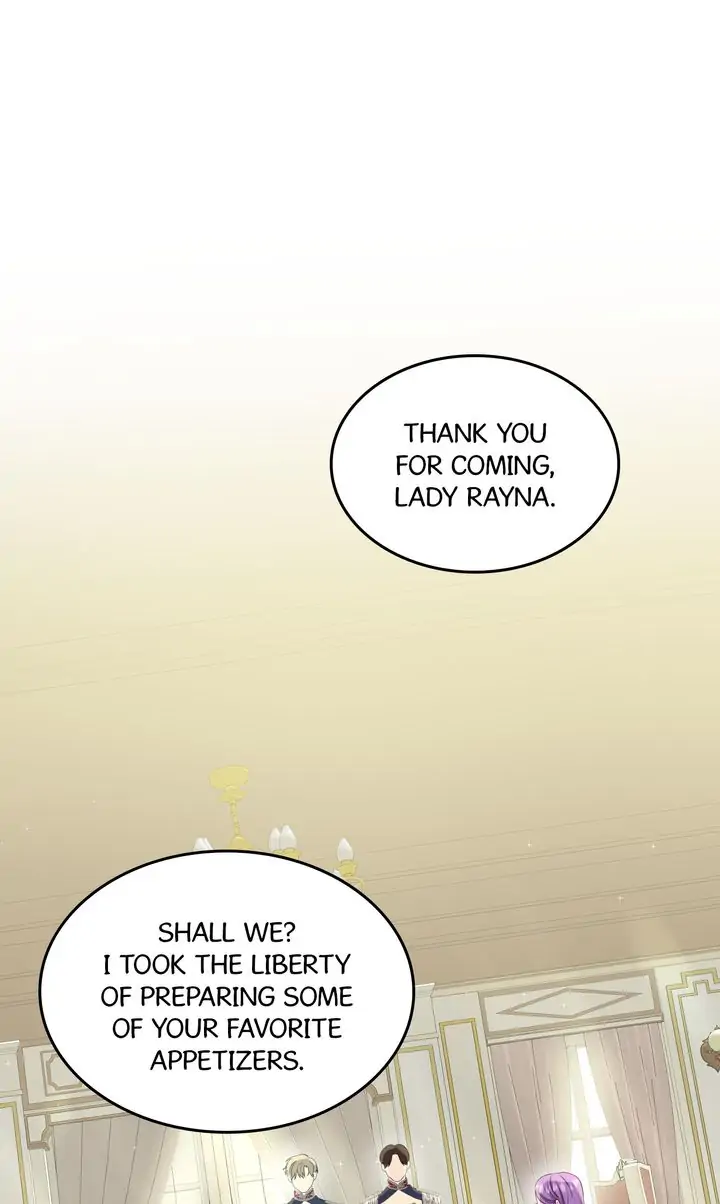 THANK YOU
FOR COMING,
LADY RAYNA.
SHALL WE?
I TOOK THE LIBERTY
OF PREPARING SOME
OF YOUR FAVORITE
APPETIZERS.